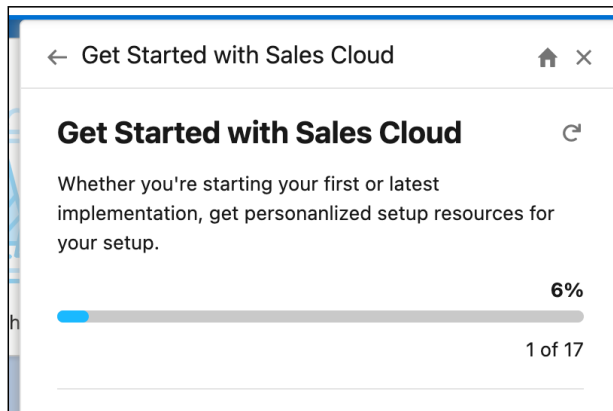 Get Started with Sales Cloud
Get Started with Sales Cloud
Whether you're starting your first or latest
implementation, get personanlized setup resources for
your setup.
6%
h
1 of 17